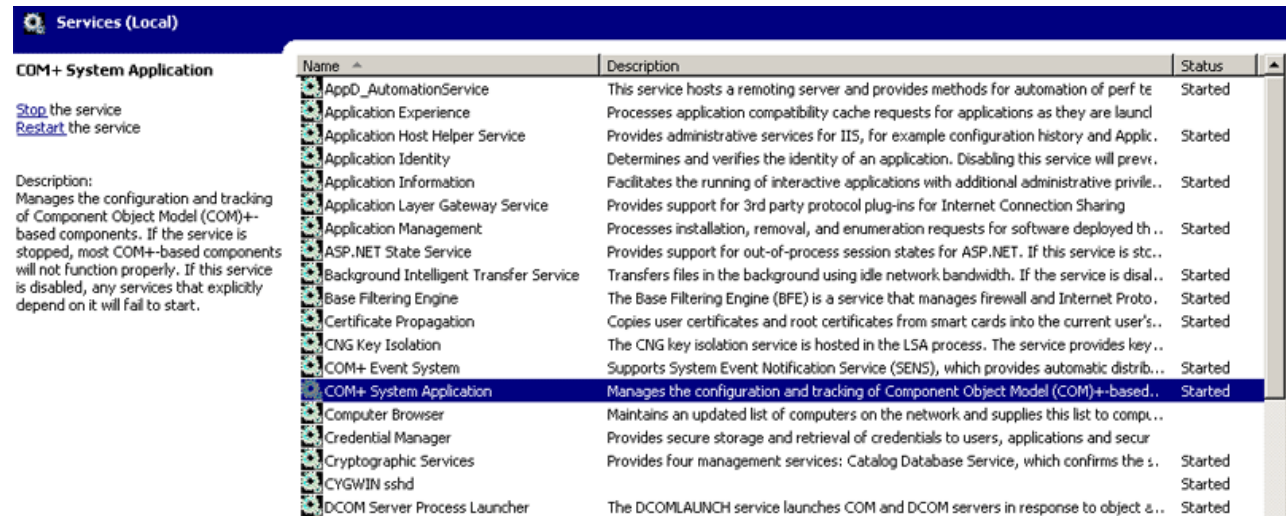 Services (Local)
COM+ System Application
Stop the service
Restart the service
Description:
Manages the configuration and tracking
of Component Object Model (COM)+-
based components. If the service is
stopped, most COM+-based components
will not function properly. If this service
is disabled, any services that explicitly
depend on it will fail to start.
Name Description Status
AppD_AutomationService This service hosts a remoting server and provides methods for automation of perf te Started
Application Experience Processes application compatibility cache requests for applications as they are launcl
Application Host Helper Service Provides administrative services for IIS, for example configuration history and Applic. Started
Application Identity Determines and verifies the identity of an application. Disabling this service will preve.
Application Information Facilitates the running of interactive applications with additional administrative privile.. Started
Application Layer Gateway Service Provides support for 3rd party protocol plug-ins for Internet Connection Sharing
Application Management Processes installation, removal, and enumeration requests for software deployed th.. Started
ASP.NET State Service Provides support for out-of-process session states for ASP.NET. If this service is stc...
Background Intelligent Transfer Service Transfers files in the background using idle network bandwidth. If the service is disal.. Started
Base Filtering Engine The Base Filtering Engine (BFE) is a service that manages firewall and Internet Proto. Started
Certificate Propagation Copies user certificates and root certificates from smart cards into the current user's.. Started
CNG Key Isolation The CNG key isolation service is hosted in the LSA process. The service provides key..
COM+ Event System Supports System Event Notification Service (SENS), which provides automatic distrib... Started
COM+ System Application Manages the configuration and tracking of Component Object Model (COM)+-based... Started
Computer Browser Maintains an updated list of computers on the network and supplies this list to compu...
Credential Manager Provides secure storage and retrieval of credentials to users, applications and secur
Cryptographic Services Provides four management services: Catalog Database Service, which confirms the s. Started
CYGWIN sshd Started
DCOM Server Process Launcher The DCOMLAUNCH service launches COM and DCOM servers in response to object a.. Started